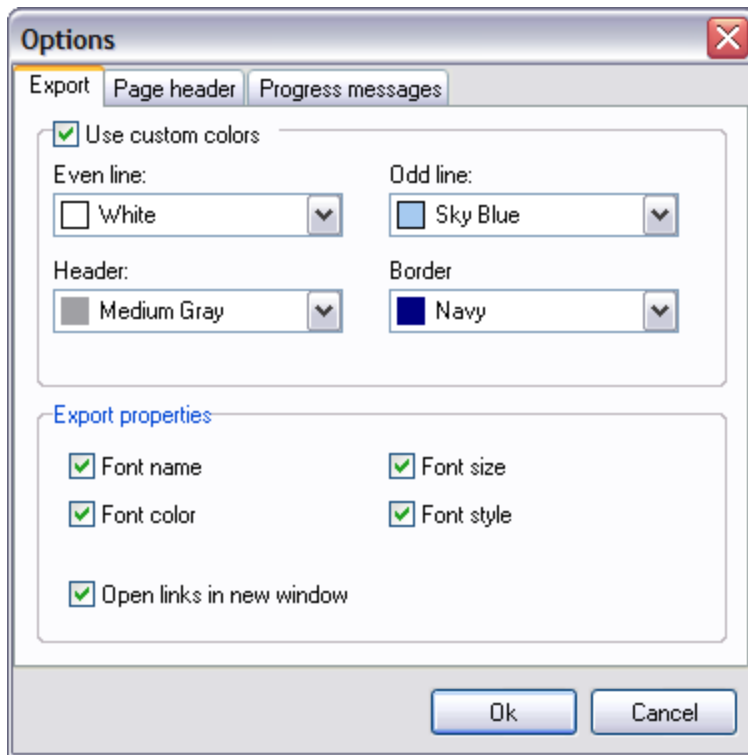 Options
Export Page header Progress messages
Use custom colors
Even line: Odd line:
White Sky Blue
Header: Border
Medium Gray Navy
Export properties
Font name Font size
Font color Font style
Open links in new window
Ok Cancel